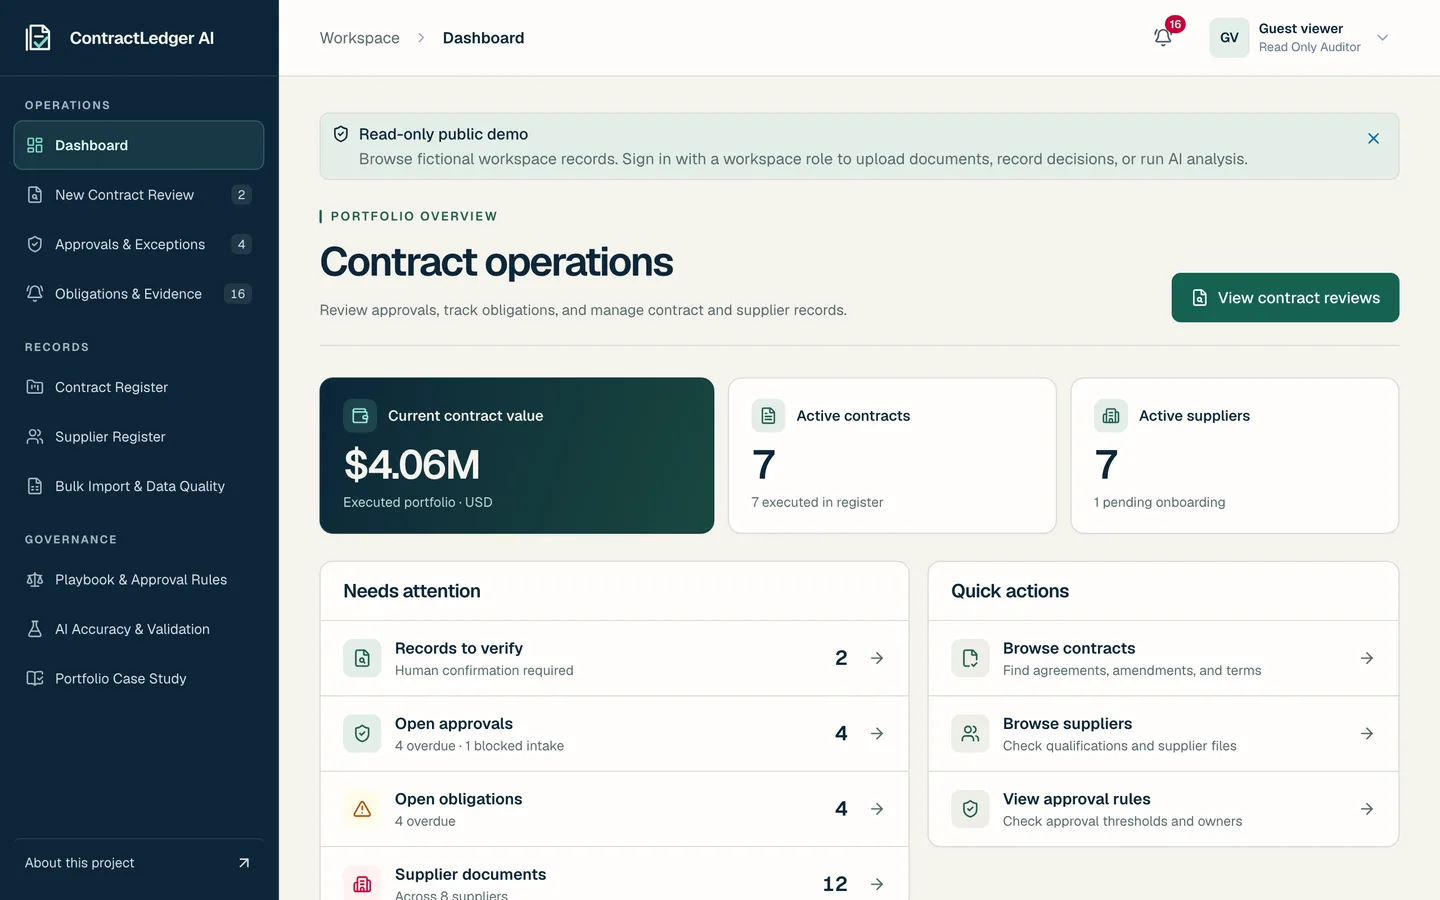 ContractLedger AI
OPERATIONS
Dashboard
New Contract Review 2
Approvals & Exceptions 4
Obligations & Evidence 16
RECORDS
Contract Register
Supplier Register
Bulk Import & Data Quality
GOVERNANCE
Playbook & Approval Rules
AI Accuracy & Validation
Portfolio Case Study
About this project
Workspace Dashboard
16
GV
Guest viewer
Read Only Auditor
Read-only public demo
Browse fictional workspace records. Sign in with a workspace role to upload documents, record decisions, or run AI analysis.
PORTFOLIO OVERVIEW
Contract operations
Review approvals, track obligations, and manage contract and supplier records.
View contract reviews
Current contract value
$4.06M
Executed portfolio · USD
Active contracts
7
7 executed in register
Active suppliers
7
1 pending onboarding
Needs attention
Records to verify
Human confirmation required
2
Open approvals
4 overdue · 1 blocked intake
4
Open obligations
4 overdue
4
Supplier documents
Across 8 suppliers
12
Quick actions
Browse contracts
Find agreements, amendments, and terms
Browse suppliers
Check qualifications and supplier files
View approval rules
Check approval thresholds and owners